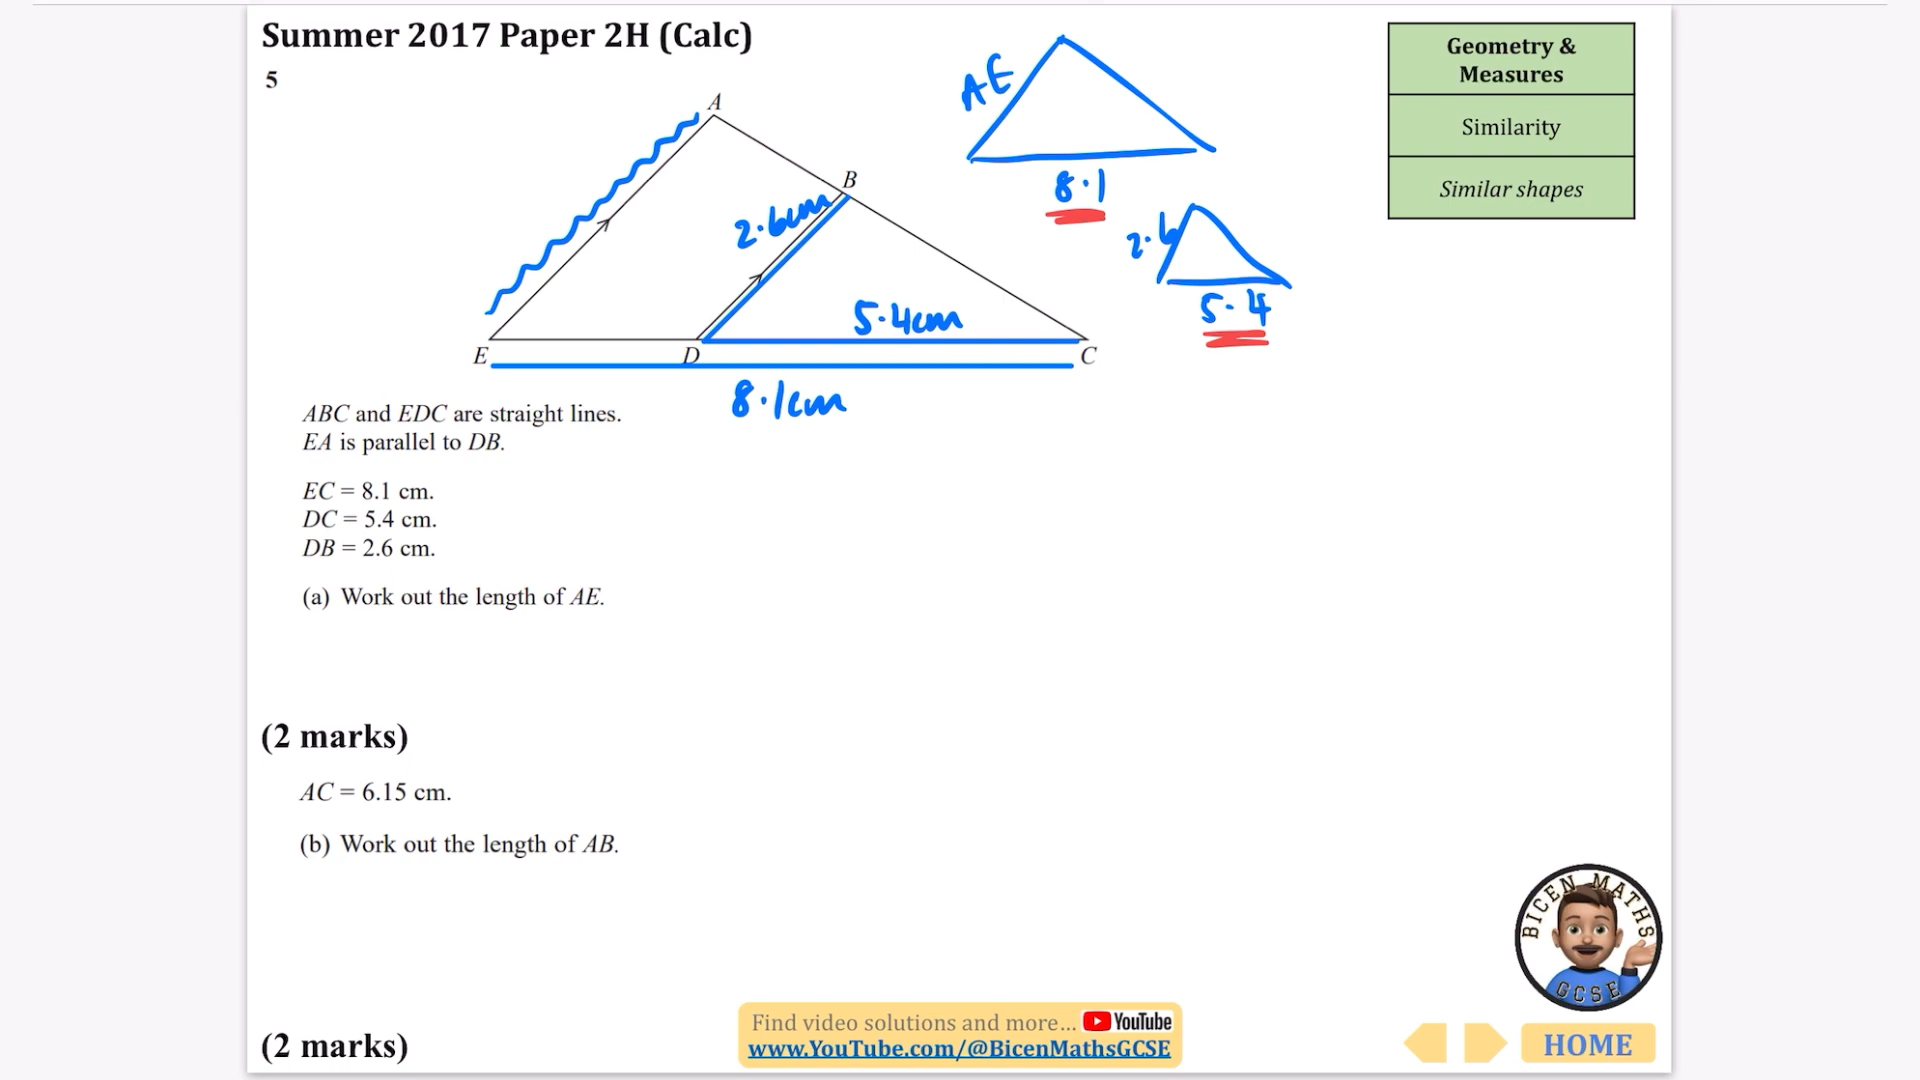 Summer 2017 Paper 2H (Calc)
5
A
B
E
D
C
2.6cm
5.4cm
8.1cm
AE
8.1
2.6
5.4
Geometry &
Measures
Similarity
Similar shapes
ABC and EDC are straight lines.
EA is parallel to DB.
EC = 8.1 cm.
DC = 5.4 cm.
DB = 2.6 cm.
(a) Work out the length of AE.
(2 marks)
AC = 6.15 cm.
(b) Work out the length of AB.
(2 marks)
Find video solutions and more... YouTube
www.YouTube.com/@BicenMathsGCSE
BICEN MATHS
GCSE
HOME